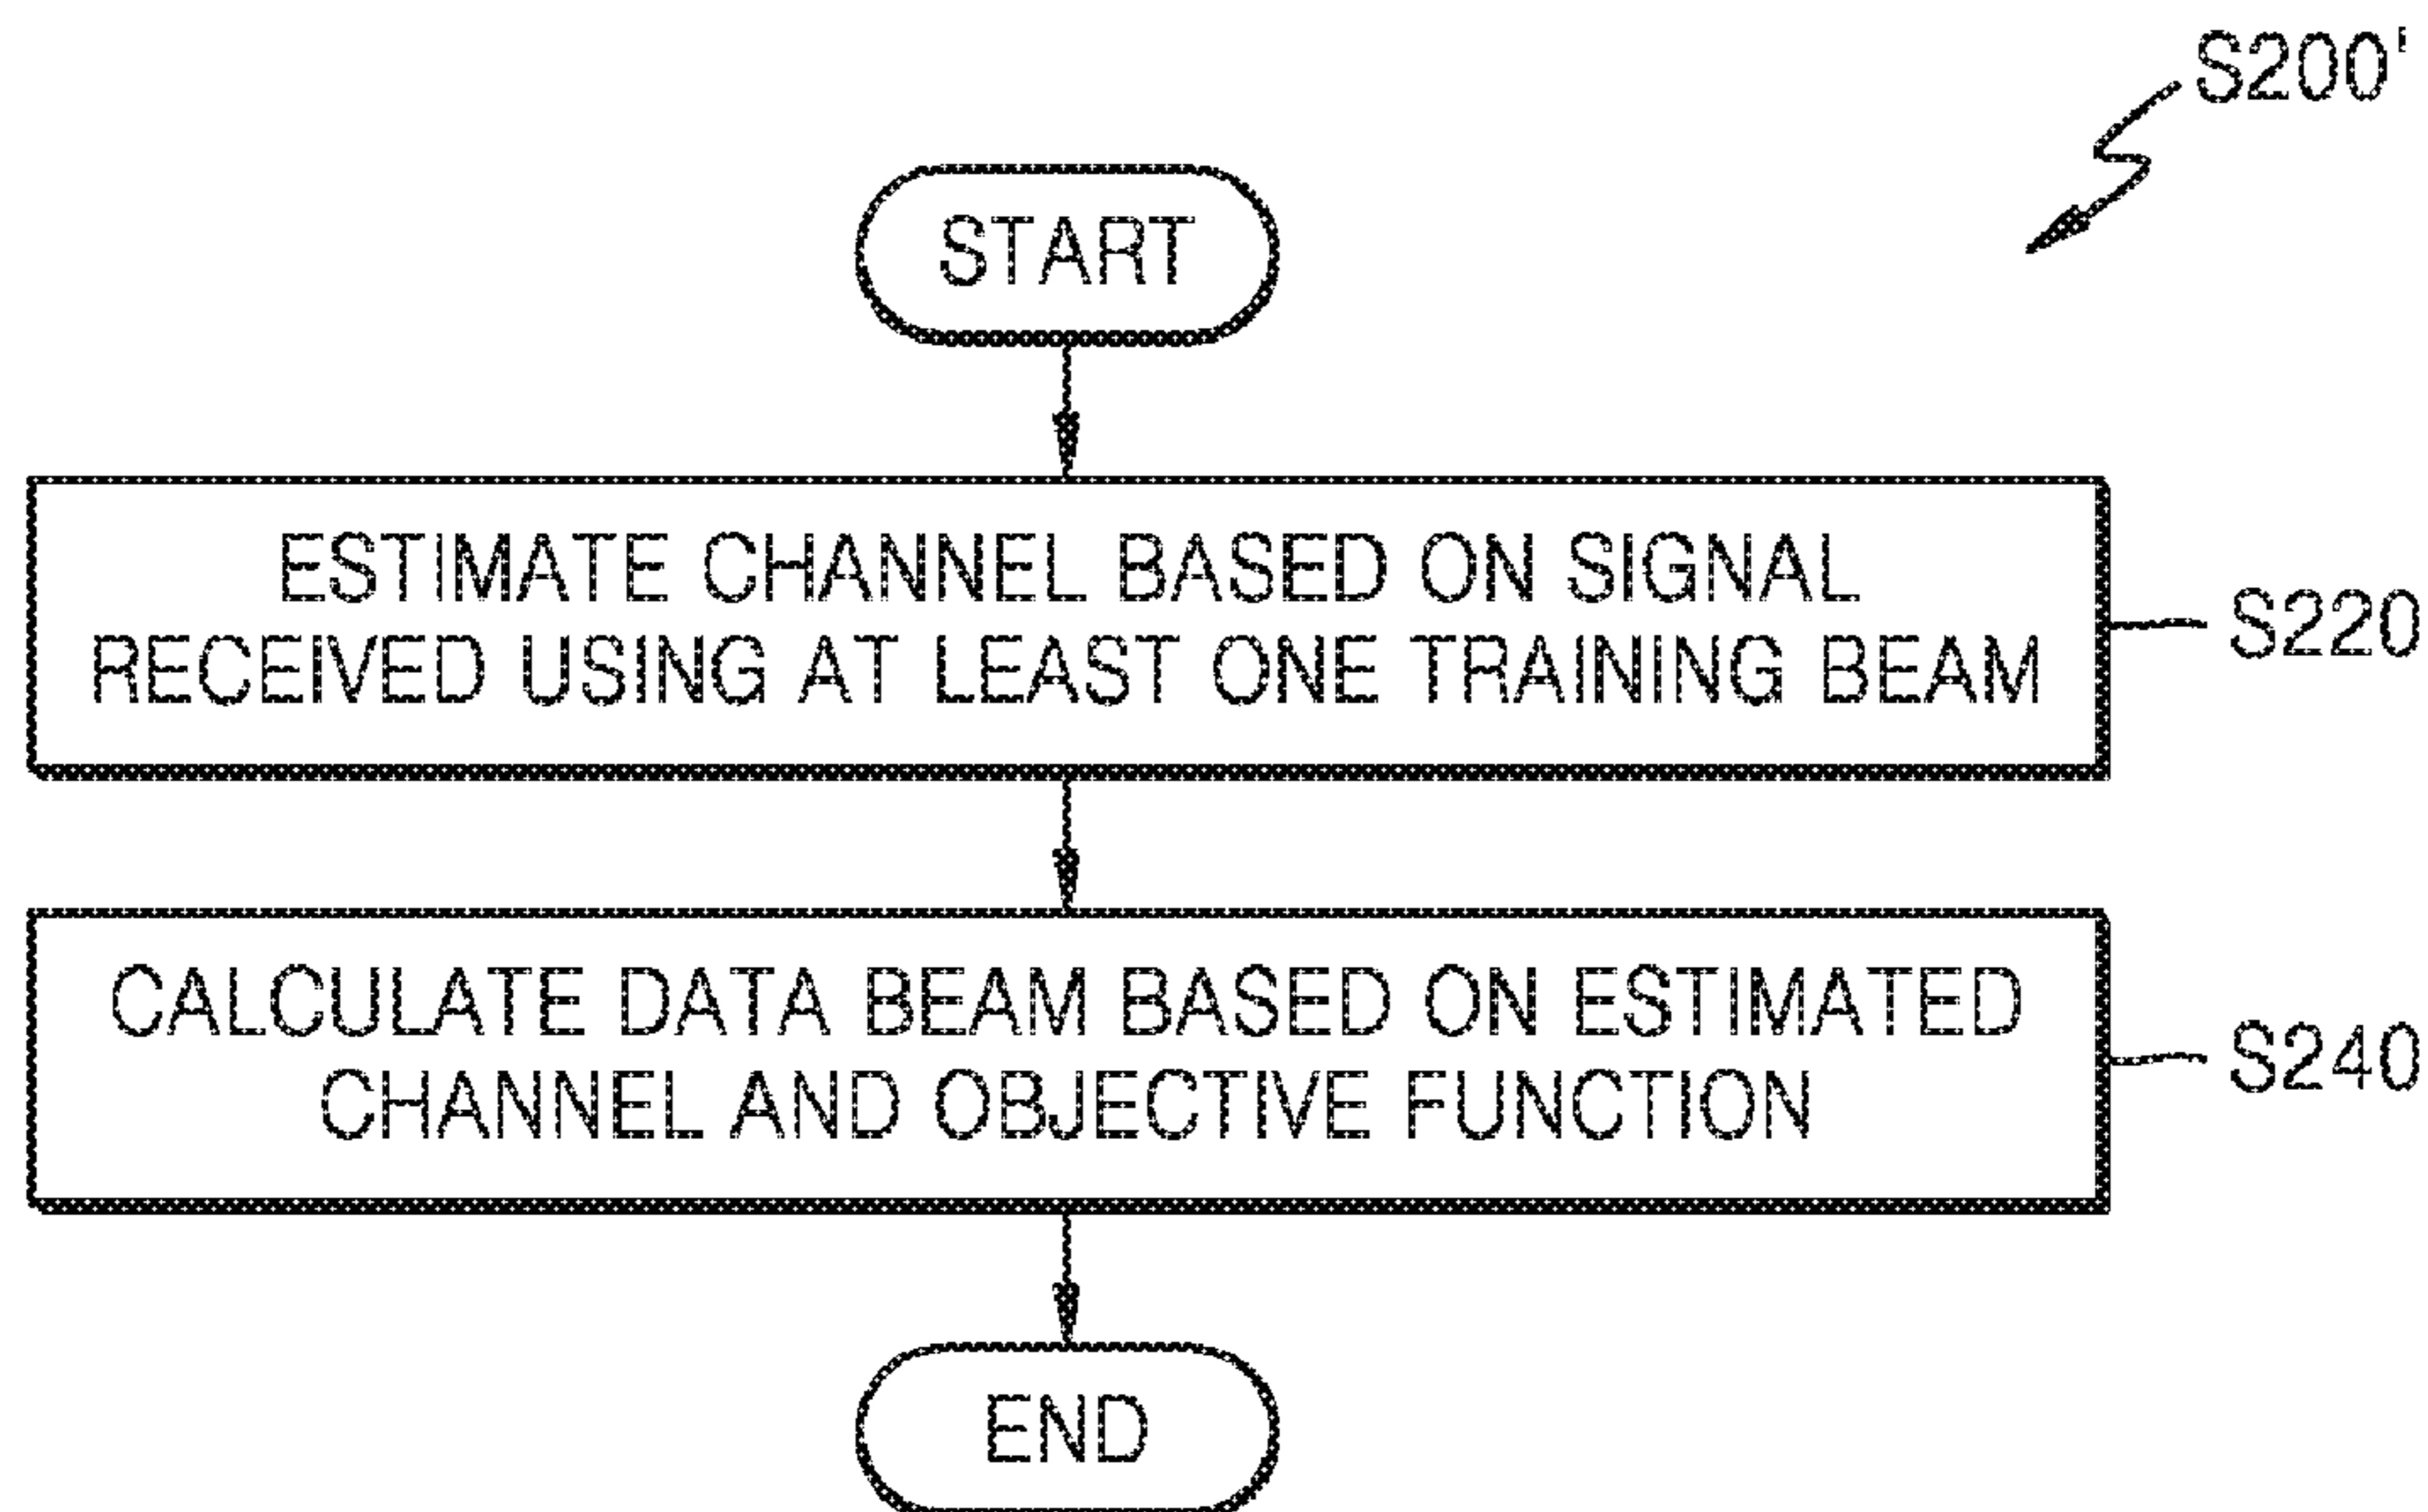 S200'
START
ESTIMATE CHANNEL BASED ON SIGNAL
RECEIVED USING AT LEAST ONE TRAINING BEAM
S220
CALCULATE DATA BEAM BASED ON ESTIMATED
CHANNEL AND OBJECTIVE FUNCTION
S240
END